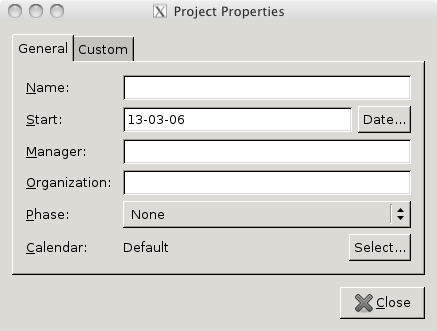 Project Properties
General Custom
Name:
Start: 13-03-06 Date...
Manager:
Organization:
Phase: None
Calendar: Default Select...
Close